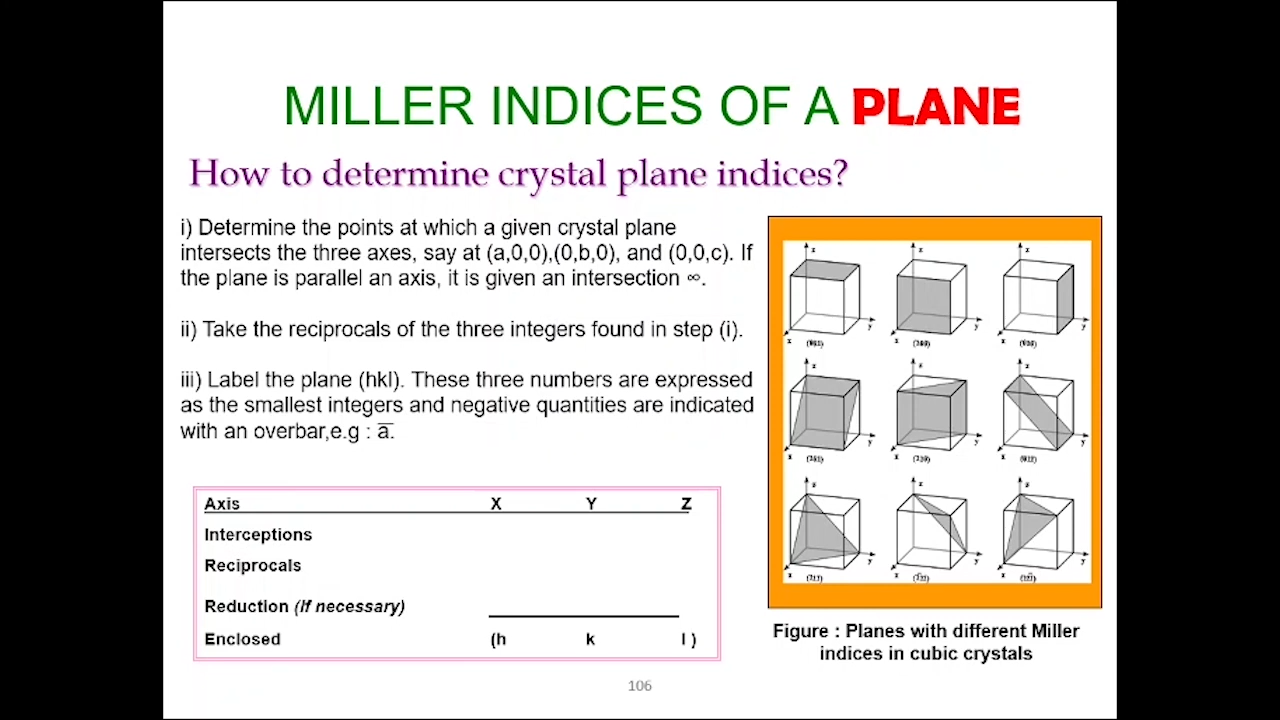 MILLER INDICES OF A PLANE
How to determine crystal plane indices?
i) Determine the points at which a given crystal plane
intersects the three axes, say at (a,0,0),(0,b,0), and (0,0,c). If
the plane is parallel an axis, it is given an intersection ∞.
ii) Take the reciprocals of the three integers found in step (i).
iii) Label the plane (hkl). These three numbers are expressed
as the smallest integers and negative quantities are indicated
with an overbar,e.g : a̅.
Axis X Y Z
Interceptions
Reciprocals
Reduction (If necessary)
Enclosed (h k l )
z z z
y y y
x x x
z z z
y y y
x x x
z z z
y y y
x x x
Figure : Planes with different Miller
indices in cubic crystals
106